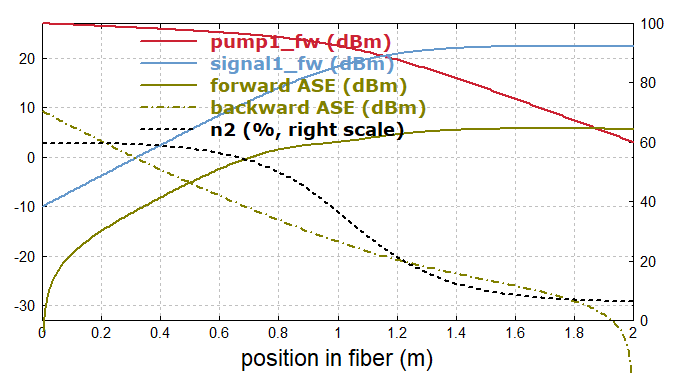 100
20
pump1_fw (dBm)
signal1_fw (dBm)
80
forward ASE (dBm)
10
backward ASE (dBm)
n2 (%, right scale)
0
60
-10
40
-20
20
-30
0
0 0.2 0.4 0.6 0.8 1 1.2 1.4 1.6 1.8 2
position in fiber (m)